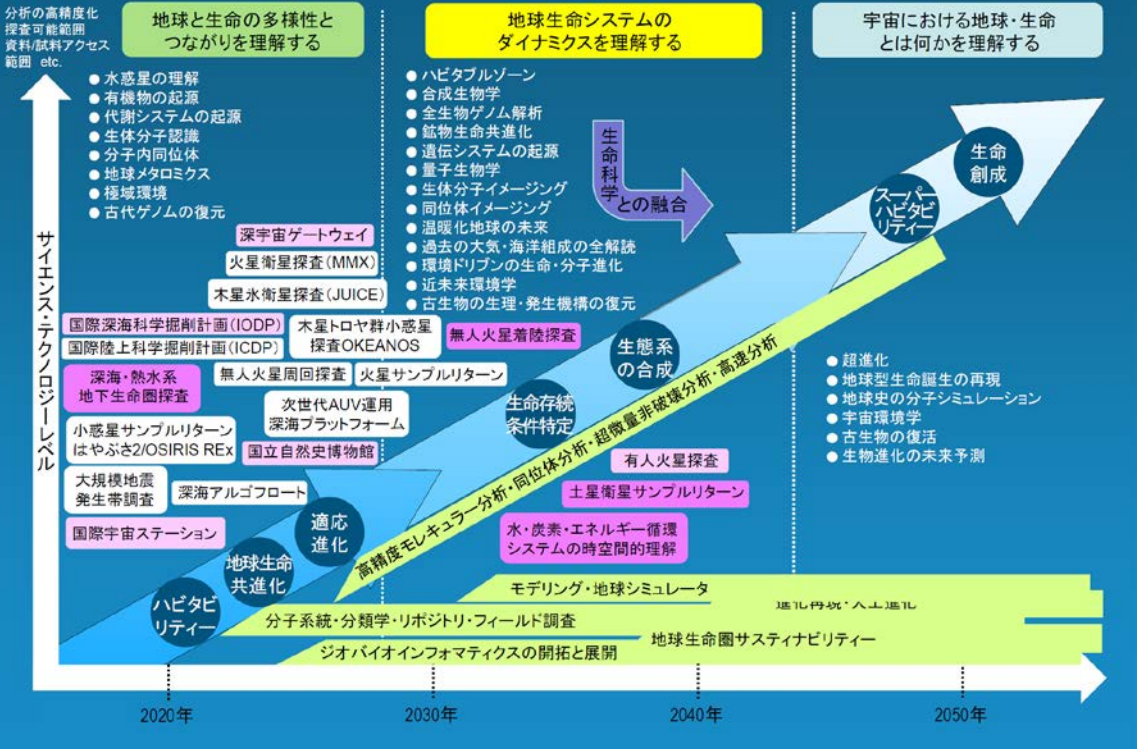 分析の高精度化
探査可能範囲
資料/試料アクセス
範囲 etc.
地球と生命の多様性と
つながりを理解する
地球生命システムの
ダイナミクスを理解する
宇宙における地球・生命
とは何かを理解する
● 水惑星の理解
● 有機物の起源
● 代謝システムの起源
● 生体分子認識
● 分子内同位体
● 地球メタロミクス
● 極域環境
● 古代ゲノムの復元
● ハビタブルゾーン
● 合成生物学
● 全生物ゲノム解析
● 鉱物生命共進化
● 遺伝システムの起源
● 量子生物学
● 生体分子イメージング
● 同位体イメージング
● 温暖化地球の未来
● 過去の大気・海洋組成の全解読
● 環境ドリブンの生命・分子進化
● 近未来環境学
● 古生物の生理・発生機構の復元
生命科学
との融合
生命
創成
スーパー
ハビタビ
リティー
サイエンス・テクノロジーレベル
深宇宙ゲートウェイ
火星衛星探査(MMX)
木星氷衛星探査(JUICE)
国際深海科学掘削計画(IODP)
国際陸上科学掘削計画(ICDP)
木星トロヤ群小惑星
探査OKEANOS
無人火星着陸探査
深海・熱水系
地下生命圏探査
無人火星周回探査
火星サンプルリターン
次世代AUV運用
深海プラットフォーム
小惑星サンプルリターン
はやぶさ2/OSIRIS REx
国立自然史博物館
大規模地震
発生帯調査
深海アルゴフロート
国際宇宙ステーション
生態系
の合成
生命存続
条件特定
適応
進化
地球生命
共進化
ハビタビ
リティー
● 超進化
● 地球型生命誕生の再現
● 地球史の分子シミュレーション
● 宇宙環境学
● 古生物の復活
● 生物進化の未来予測
有人火星探査
土星衛星サンプルリターン
水・炭素・エネルギー循環
システムの時空間的理解
高精度モレキュラー分析・同位体分析・超微量非破壊分析・高速分析
モデリング・地球シミュレータ
進化再現・人工進化
分子系統・分類学・リポジトリ・フィールド調査
地球生命圏サスティナビリティー
ジオバイオインフォマティクスの開拓と展開
2020年
2030年
2040年
2050年